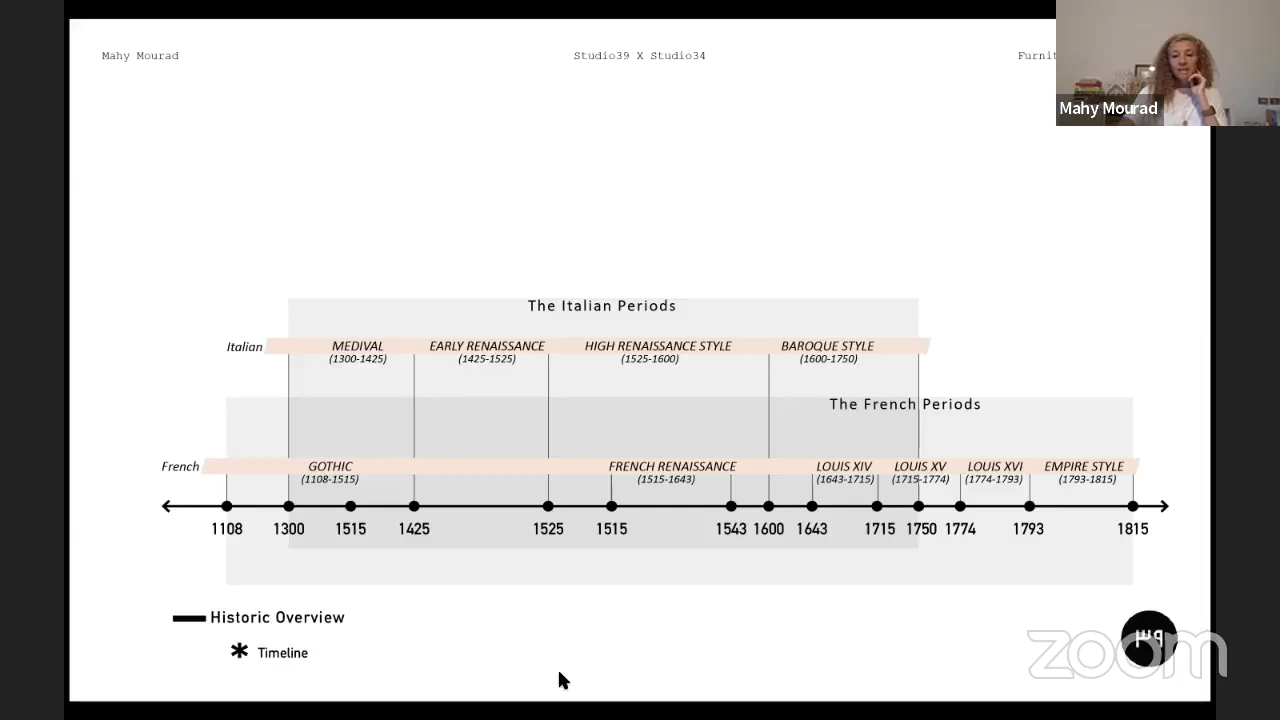 Mahy Mourad
Studio39 X Studio34
Furnit
Mahy Mourad
The Italian Periods
Italian
MEDIVAL
(1300-1425)
EARLY RENAISSANCE
(1425-1525)
HIGH RENAISSANCE STYLE
(1525-1600)
BAROQUE STYLE
(1600-1750)
The French Periods
French
GOTHIC
(1108-1515)
FRENCH RENAISSANCE
(1515-1643)
LOUIS XIV
(1643-1715)
LOUIS XV
(1715-1774)
LOUIS XVI
(1774-1793)
EMPIRE STYLE
(1793-1815)
1108 1300 1515 1425 1525 1515 1543 1600 1643 1715 1750 1774 1793 1815
Historic Overview
* Timeline
zoom